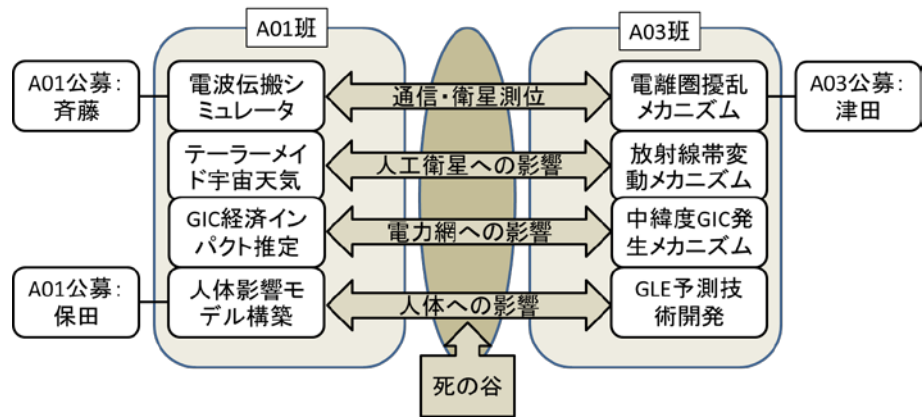 A01班
A03班
A01公募：
斉藤
電波伝搬シ
ミュレータ
通信・衛星測位
電離圏擾乱
メカニズム
A03公募：
津田
テーラーメイ
ド宇宙天気
人工衛星への影響
放射線帯変
動メカニズム
GIC経済イン
パクト推定
電力網への影響
中緯度GIC発
生メカニズム
A01公募：
保田
人体影響モ
デル構築
人体への影響
GLE予測技
術開発
死の谷